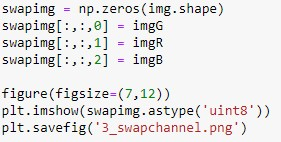 swapimg = np.zeros(img.shape)
swapimg[:,:,0] = imgG
swapimg[:,:,1] = imgR
swapimg[:,:,2] = imgB
figure(figsize=(7,12))
plt.imshow(swapimg.astype('uint8'))
plt.savefig('3_swapchannel.png')